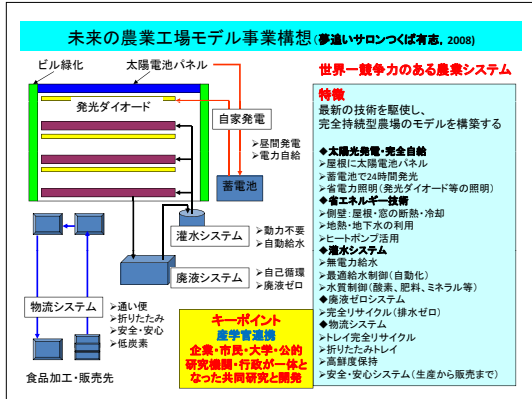 未来の農業工場モデル事業構想(夢追いサロンつくば有志，2008)
ビル緑化
太陽電池パネル
発光ダイオード
自家発電
➢昼間発電
➢電力自給
蓄電池
灌水システム
➢動力不要
➢自動給水
廃液システム
➢自己循環
➢廃液ゼロ
物流システム
➢通い便
➢折りたたみ
➢安全・安心
➢低炭素
食品加工・販売先
キーポイント
産学官連携
企業・市民・大学・公的
研究機関・行政が一体と
なった共同研究と開発
世界一競争力のある農業システム
特徴
最新の技術を駆使し、
完全持続型農場のモデルを構築する
◆太陽光発電・完全自給
➢屋根に太陽電池パネル
➢蓄電池で24時間発光
➢省電力照明(発光ダイオード等の照明)
◆省エネルギー技術
➢側壁・屋根・窓の断熱・冷却
➢地熱・地下水の利用
➢ヒートポンプ活用
◆灌水システム
➢無電力給水
➢最適給水制御(自動化)
➢水質制御(酸素、肥料、ミネラル等)
◆廃液ゼロシステム
➢完全リサイクル(排水ゼロ)
◆物流システム
➢トレイ完全リサイクル
➢折りたたみトレイ
➢高鮮度保持
➢安全・安心システム(生産から販売まで)